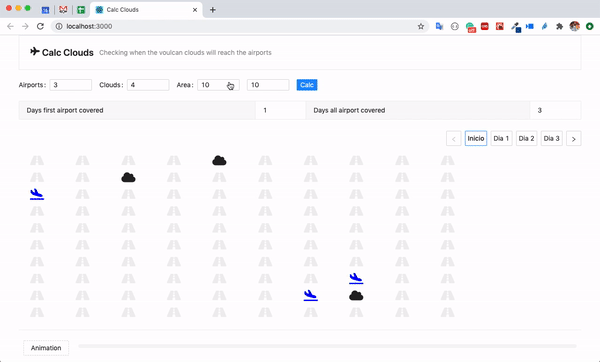 Calc Clouds
localhost:3000
Calc Clouds Checking when the voulcan clouds will reach the airports
Airports: 3 Clouds: 4 Area: 10 10 Calc
Days first airport covered 1 Days all airport covered 3
< Início Dia 1 Dia 2 Dia 3 >
Animation